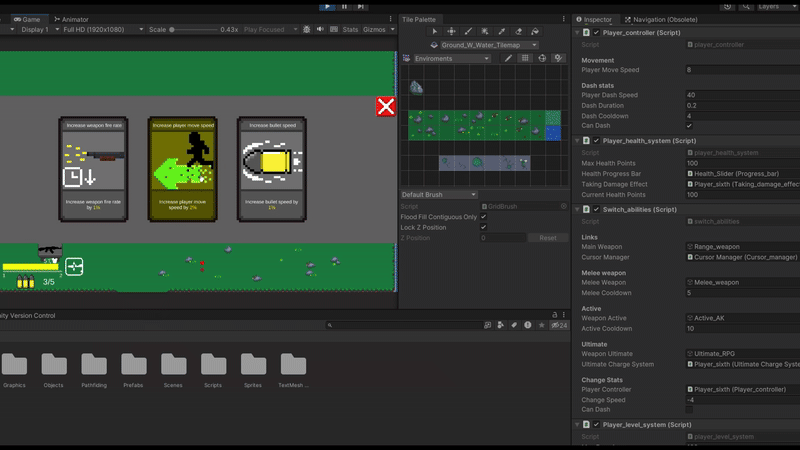 Game
Animator
Display 1
Full HD (1920x1080)
Scale
0.43x
Play Focused
Stats
Gizmos
Layers
Tile Palette
Ground_W_Water_Tilemap
Enviroments
Default Brush
Script
GridBrush
Flood Fill Contiguous Only
Lock Z Position
Z Position
0
Reset
Increase weapon fire rate
Increase weapon fire rate
by 1%
Increase player move speed
Increase player move
speed by 2%
Increase bullet speed
Increase bullet speed by
1%
1
2
3/5
Inspector
Navigation (Obsolete)
Player_controller (Script)
Script
player_controller
Movement
Player Move Speed
8
Dash stats
Player Dash Speed
40
Dash Duration
0.2
Dash Cooldown
4
Can Dash
Player_health_system (Script)
Script
player_health_system
Max Health Points
100
Health Progress Bar
Health_Slider (Progress_bar)
Taking Damage Effect
Player_sixth (Taking_damage_effe
Current Health Points
100
Switch_abilities (Script)
Script
switch_abilities
Links
Main Weapon
Range_weapon
Cursor Manager
Cursor_manager (Cursor_manager)
Melee weapon
Melee Weapon
Melee_weapon
Melee Cooldown
5
Active
Weapon Active
Active_AK
Active Cooldown
10
Ultimate
Weapon Ultimate
Ultimate_RPG
Ultimate Charge System
Player_sixth (Ultimate Charge Syste
Change Stats
Player Controller
Player_sixth (Player_controller)
Change Speed
-4
Can Dash
Player_level_system (Script)
Script
player_level_system
nity Version Control
24
Graphics
Objects
Pathfiding
Prefabs
Scenes
Scripts
Sprites
TextMesh ...